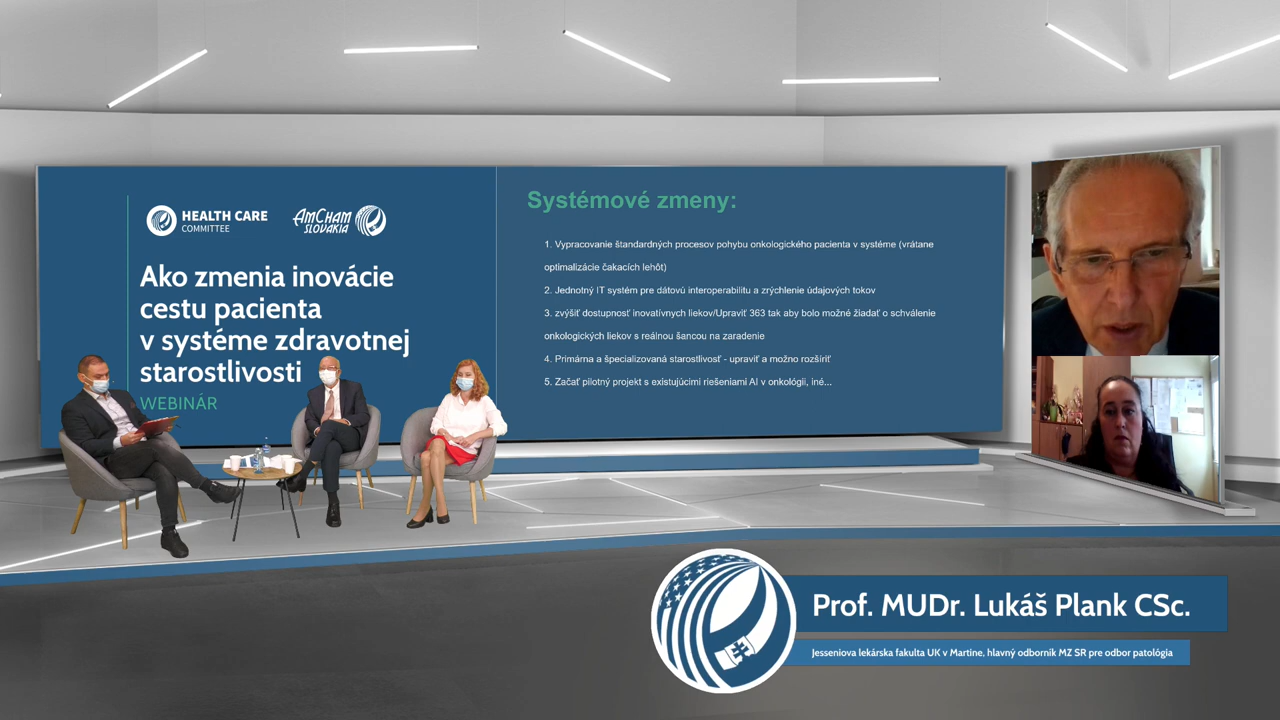 HEALTH CARE
COMMITTEE
AMCHAM
SLOVAKIA
Ako zmenia inovácie
cestu pacienta
v systéme zdravotnej
starostlivosti
WEBINÁR
Systémové zmeny:
1. Vypracovanie štandardných procesov pohybu onkologického pacienta v systéme (vrátane
optimalizácie čakacích lehôt)
2. Jednotný IT systém pre dátovú interoperabilitu a zrýchlenie údajových tokov
3. zvýšiť dostupnosť inovatívnych liekov/Upraviť 363 tak aby bolo možné žiadať o schválenie
onkologických liekov s reálnou šancou na zaradenie
4. Primárna a špecializovaná starostlivosť - upraviť a možno rozšíriť
5. Začať pilotný projekt s existujúcimi riešeniami AI v onkológii, iné...
Prof. MUDr. Lukáš Plank CSc.
Jesseniova lekárska fakulta UK v Martine, hlavný odborník MZ SR pre odbor patológia